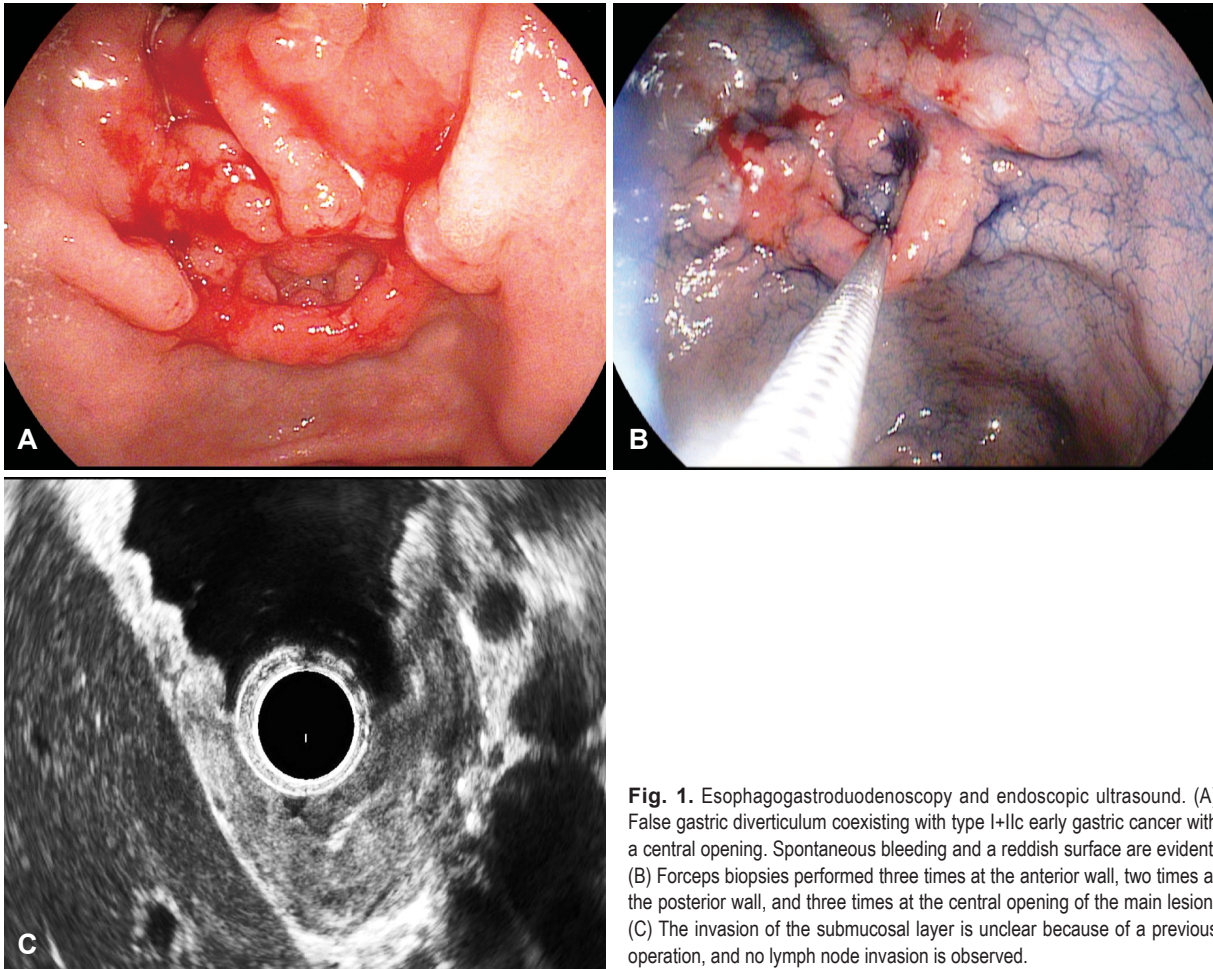 A
B
C
Fig. 1. Esophagogastroduodenoscopy and endoscopic ultrasound. (A)
False gastric diverticulum coexisting with type I+IIc early gastric cancer with
a central opening. Spontaneous bleeding and a reddish surface are evident
(B) Forceps biopsies performed three times at the anterior wall, two times a
the posterior wall, and three times at the central opening of the main lesion
(C) The invasion of the submucosal layer is unclear because of a previous
operation, and no lymph node invasion is observed.